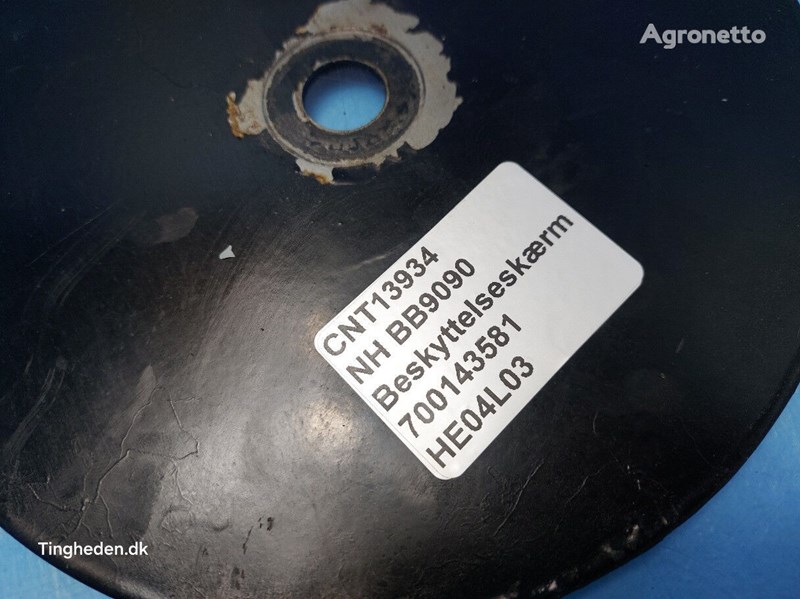 Agronetto
CNT13934
NH BB9090
Beskyttelseskærm
700143581
HE04L03
Tingheden.dk